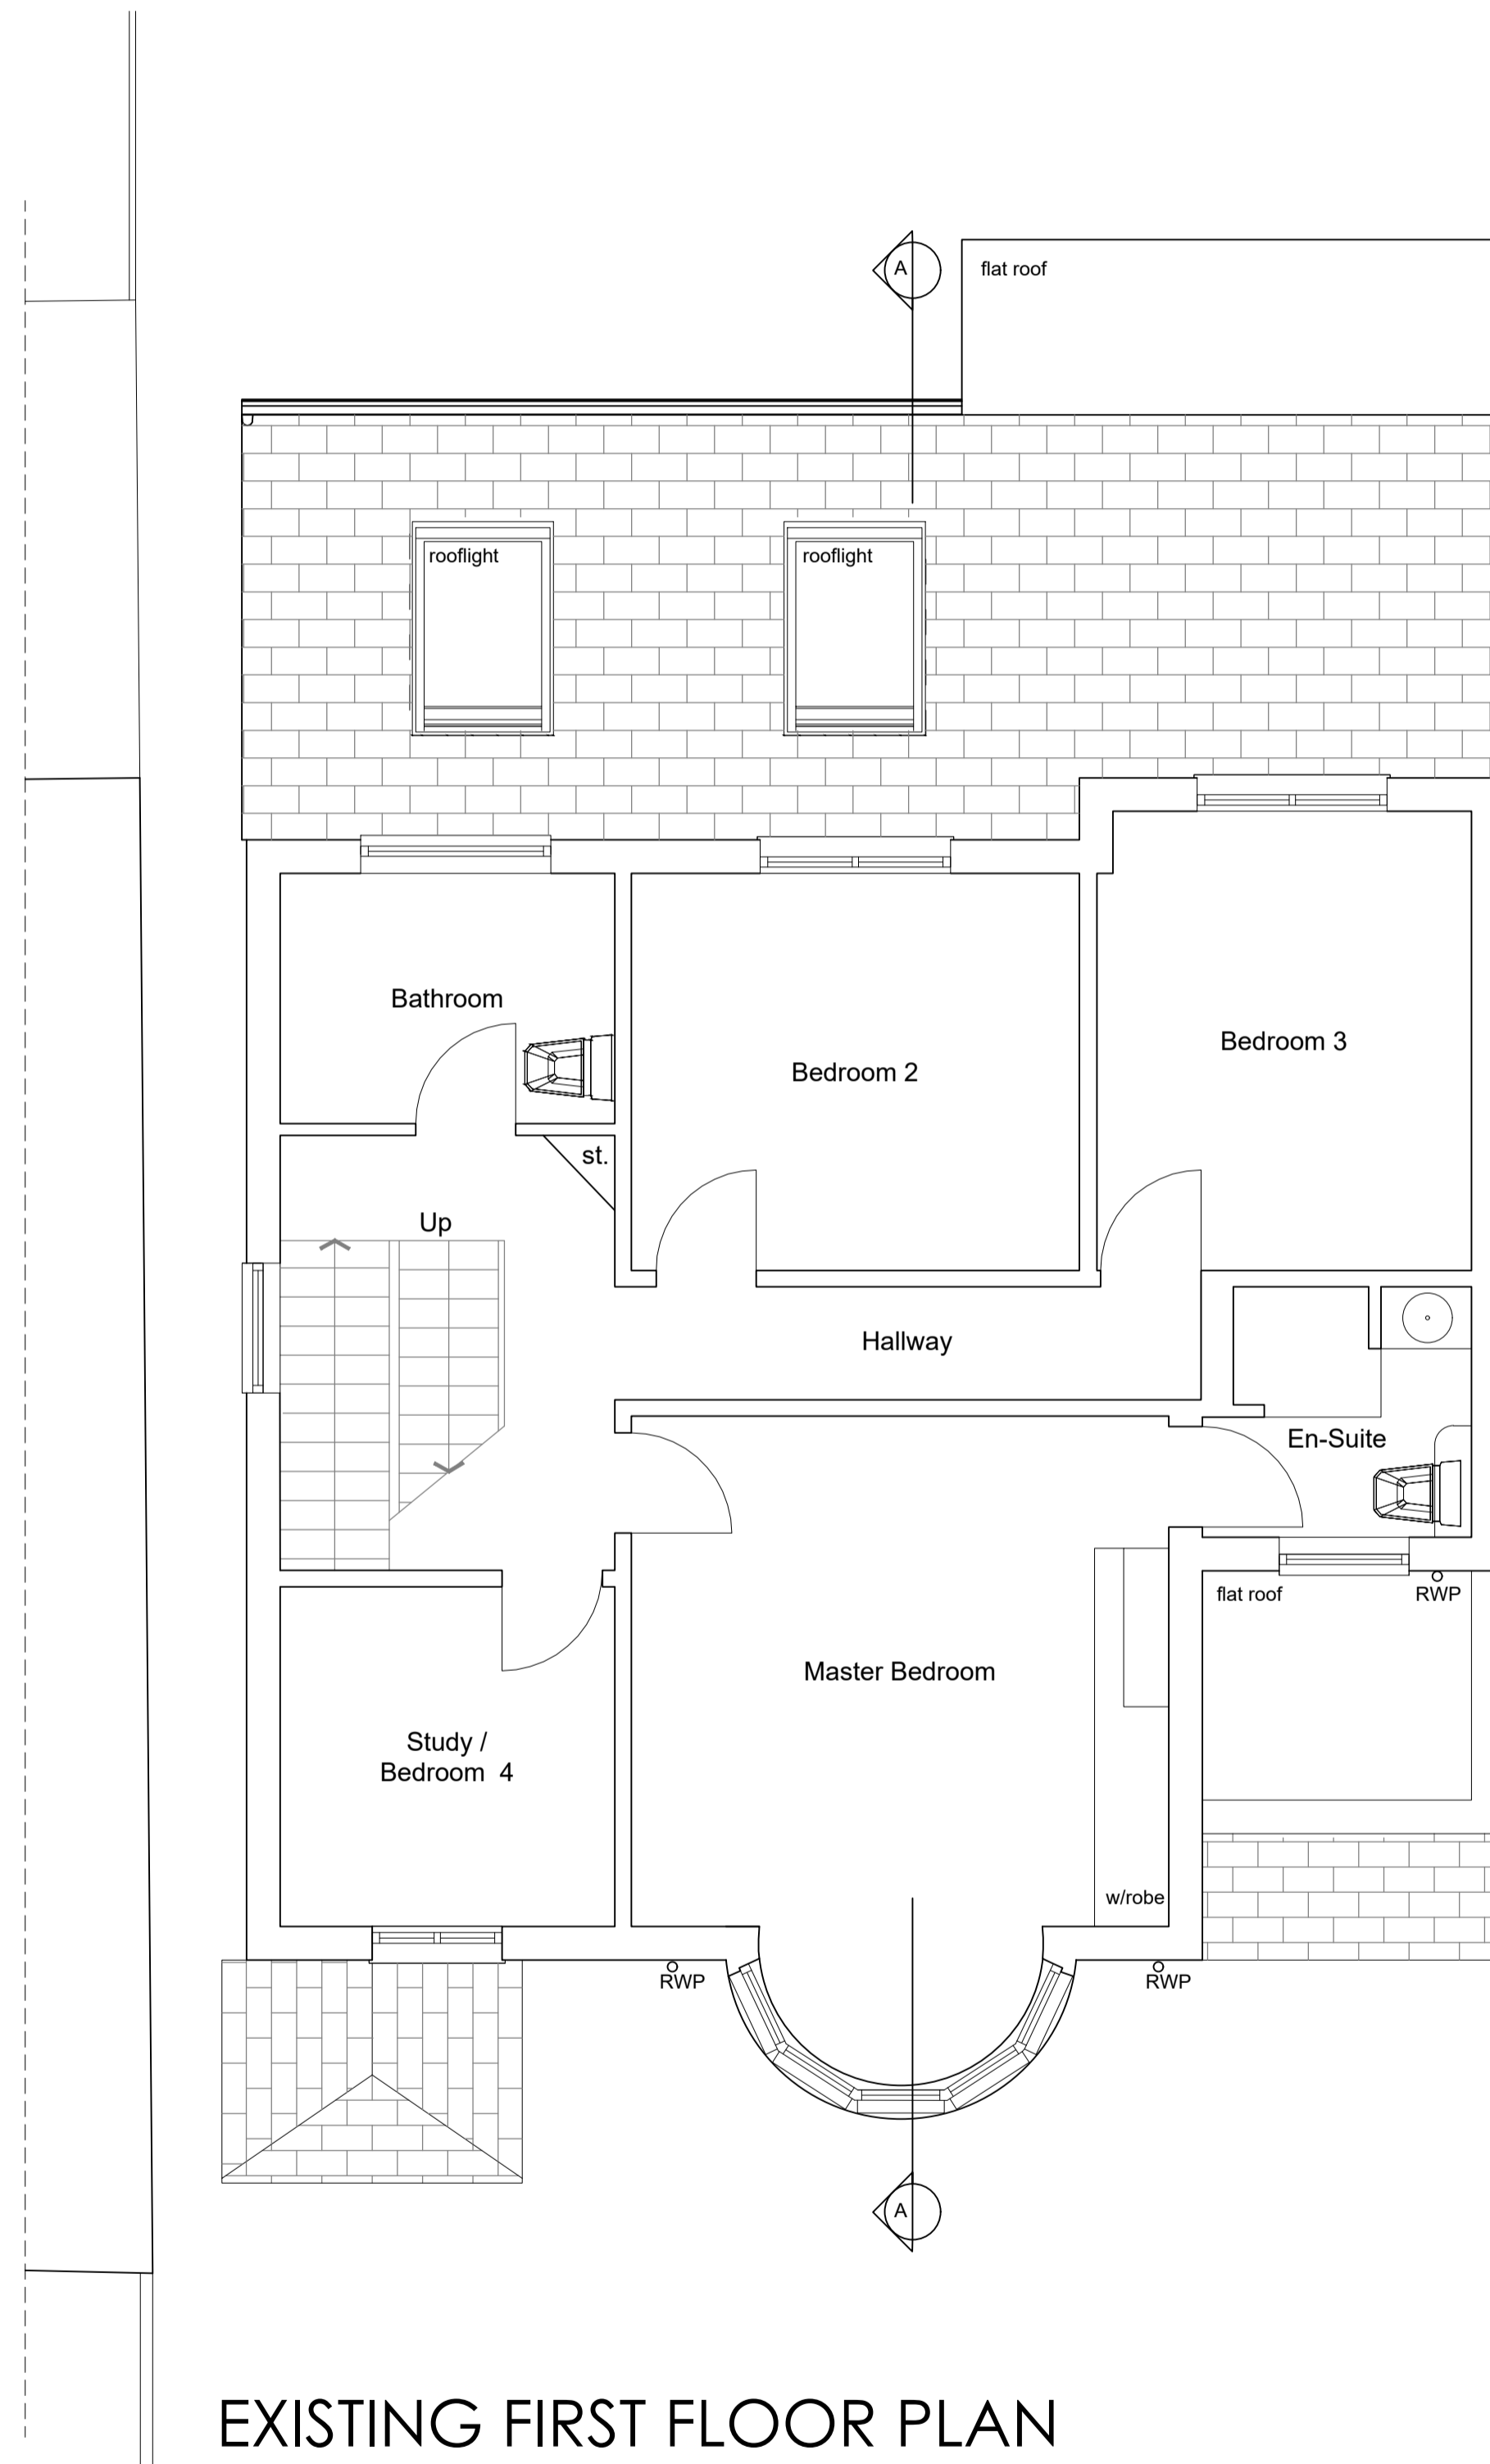 A
flat roof
rooflight
rooflight
Bathroom
Bedroom 3
Bedroom 2
st.
Up
Hallway
En-Suite
flat roof
RWP
Master Bedroom
Study /
Bedroom 4
w/robe
RWP
RWP
A
EXISTING FIRST FLOOR PLAN